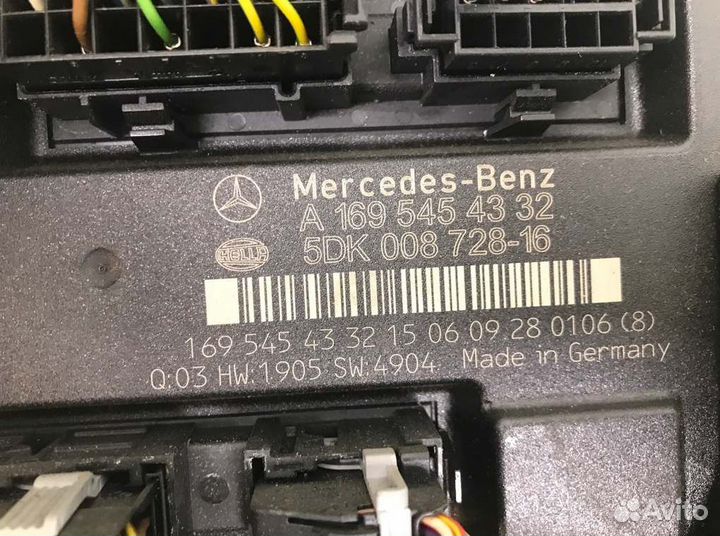 Mercedes-Benz
A 169 545 43 32
HELLA
5DK 008 728-16
169 545 43 32 15 06 09.28 0106 (8)
Q:03 HW:1905 SW:4904 Made in Germany
Avito